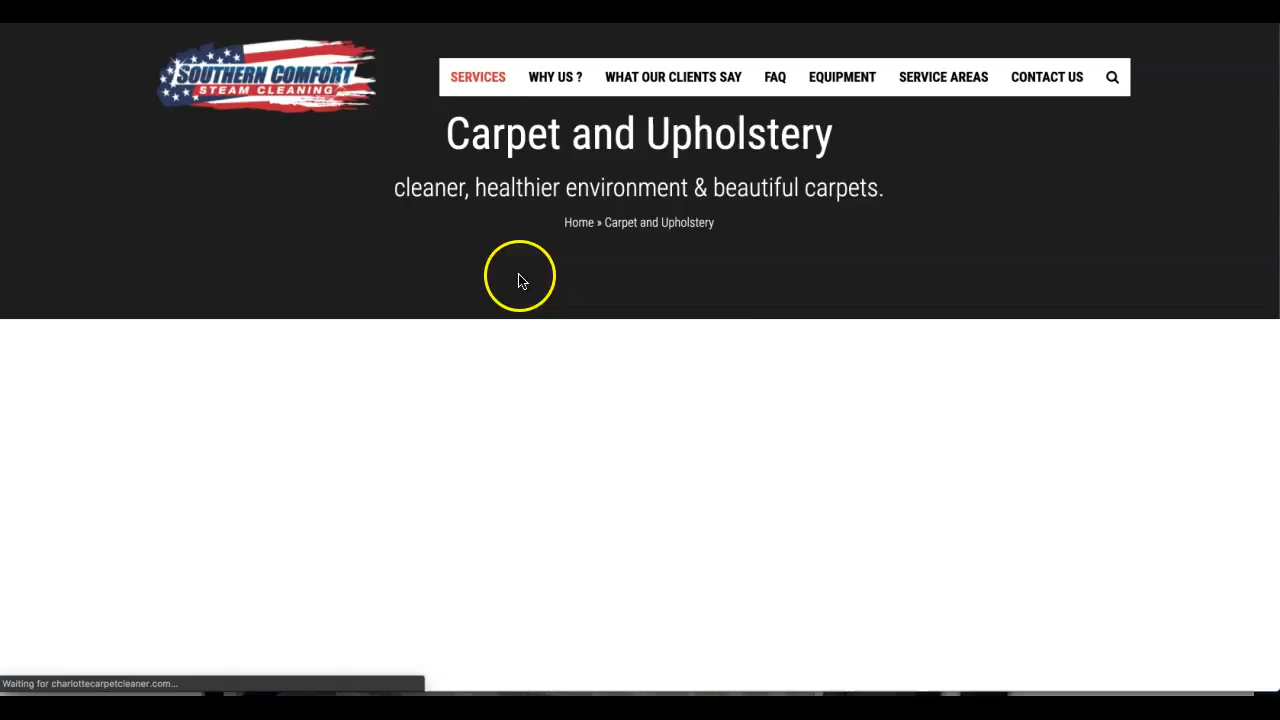 SOUTHERN COMFORT
STEAM CLEANING
SERVICES WHY US ? WHAT OUR CLIENTS SAY FAQ EQUIPMENT SERVICE AREAS CONTACT US
Carpet and Upholstery
cleaner, healthier environment & beautiful carpets.
Home » Carpet and Upholstery
Waiting for charlottecarpetcleaner.com...